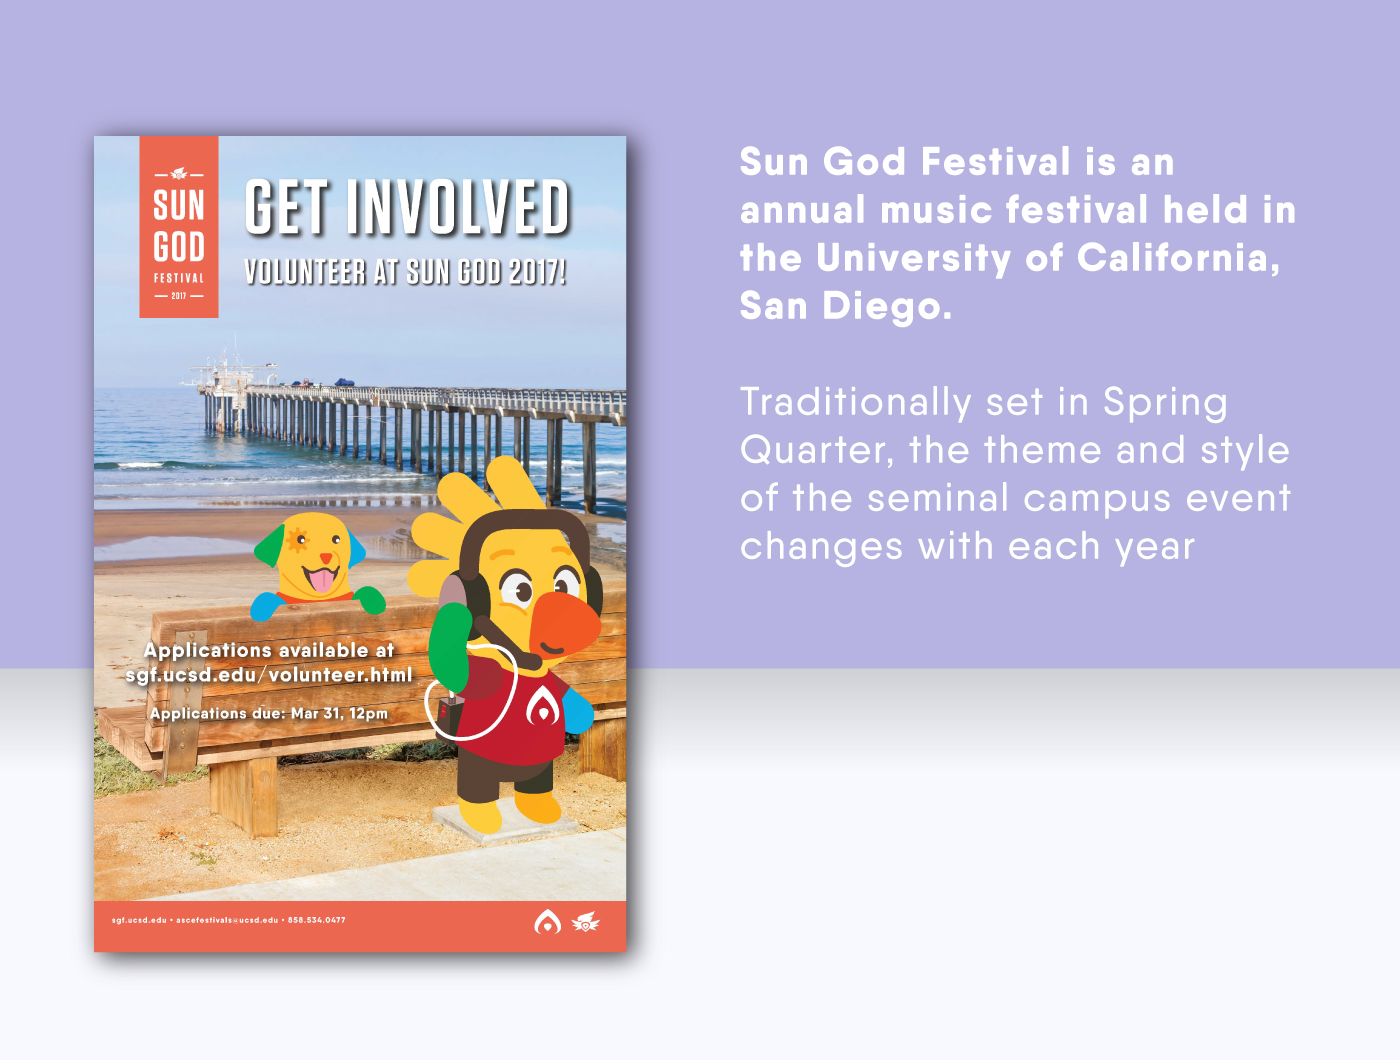 SUN
GOD
FESTIVAL
2017
GET INVOLVED
VOLUNTEER AT SUN GOD 2017!
Applications available at
sgf.ucsd.edu/volunteer.html
Applications due: Mar 31, 12pm
sgf.ucsd.edu • ascefestivals@ucsd.edu • 858.534.0477
Sun God Festival is an
annual music festival held in
the University of California,
San Diego.
Traditionally set in Spring
Quarter, the theme and style
of the seminal campus event
changes with each year